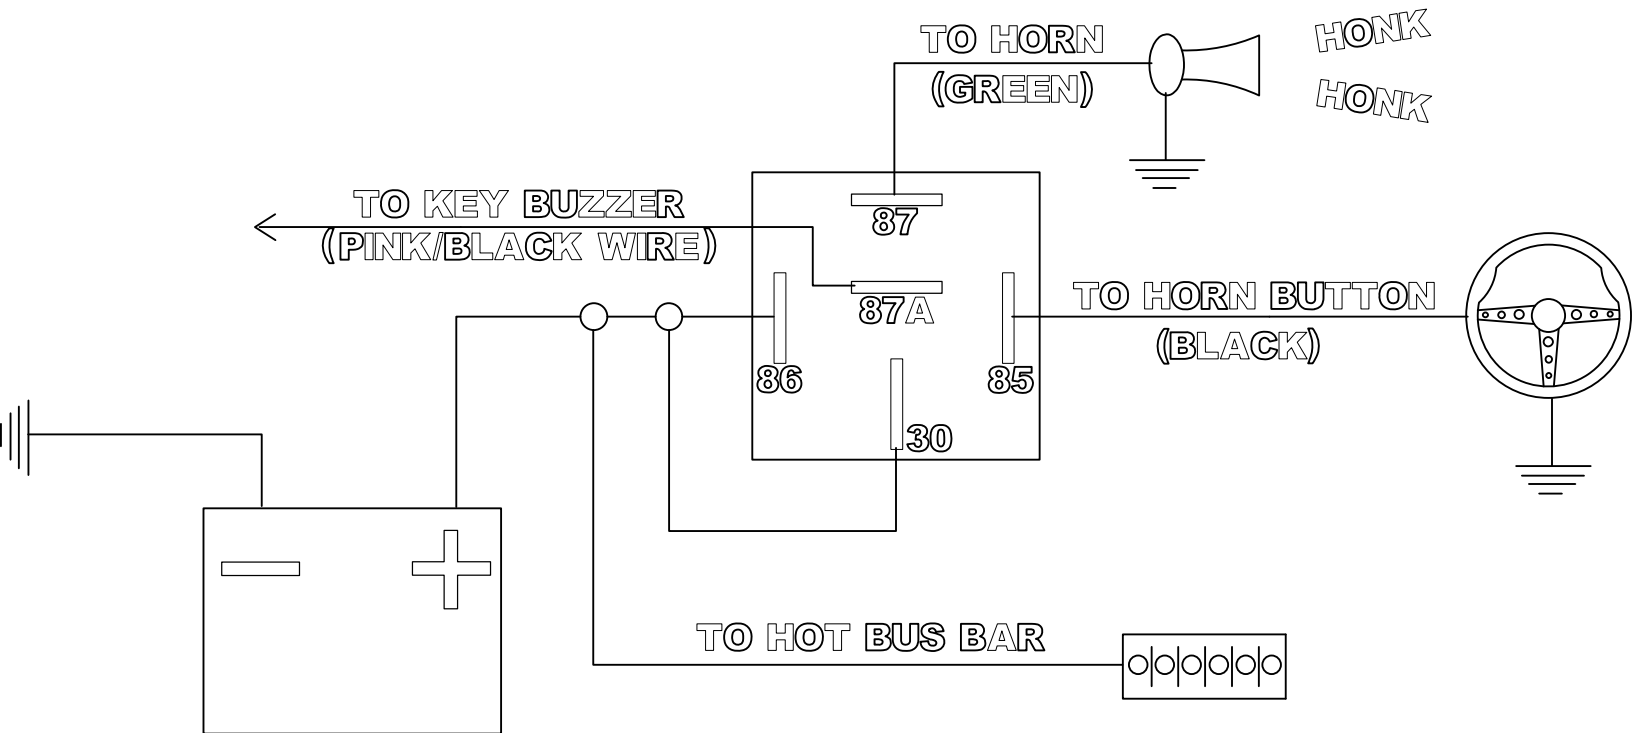 TO HORN
(GREEN)
HONK
HONK
TO KEY BUZZER
(PINK/BLACK WIRE)
87
87A
TO HORN BUTTON
(BLACK)
86
85
30
TO HOT BUS BAR